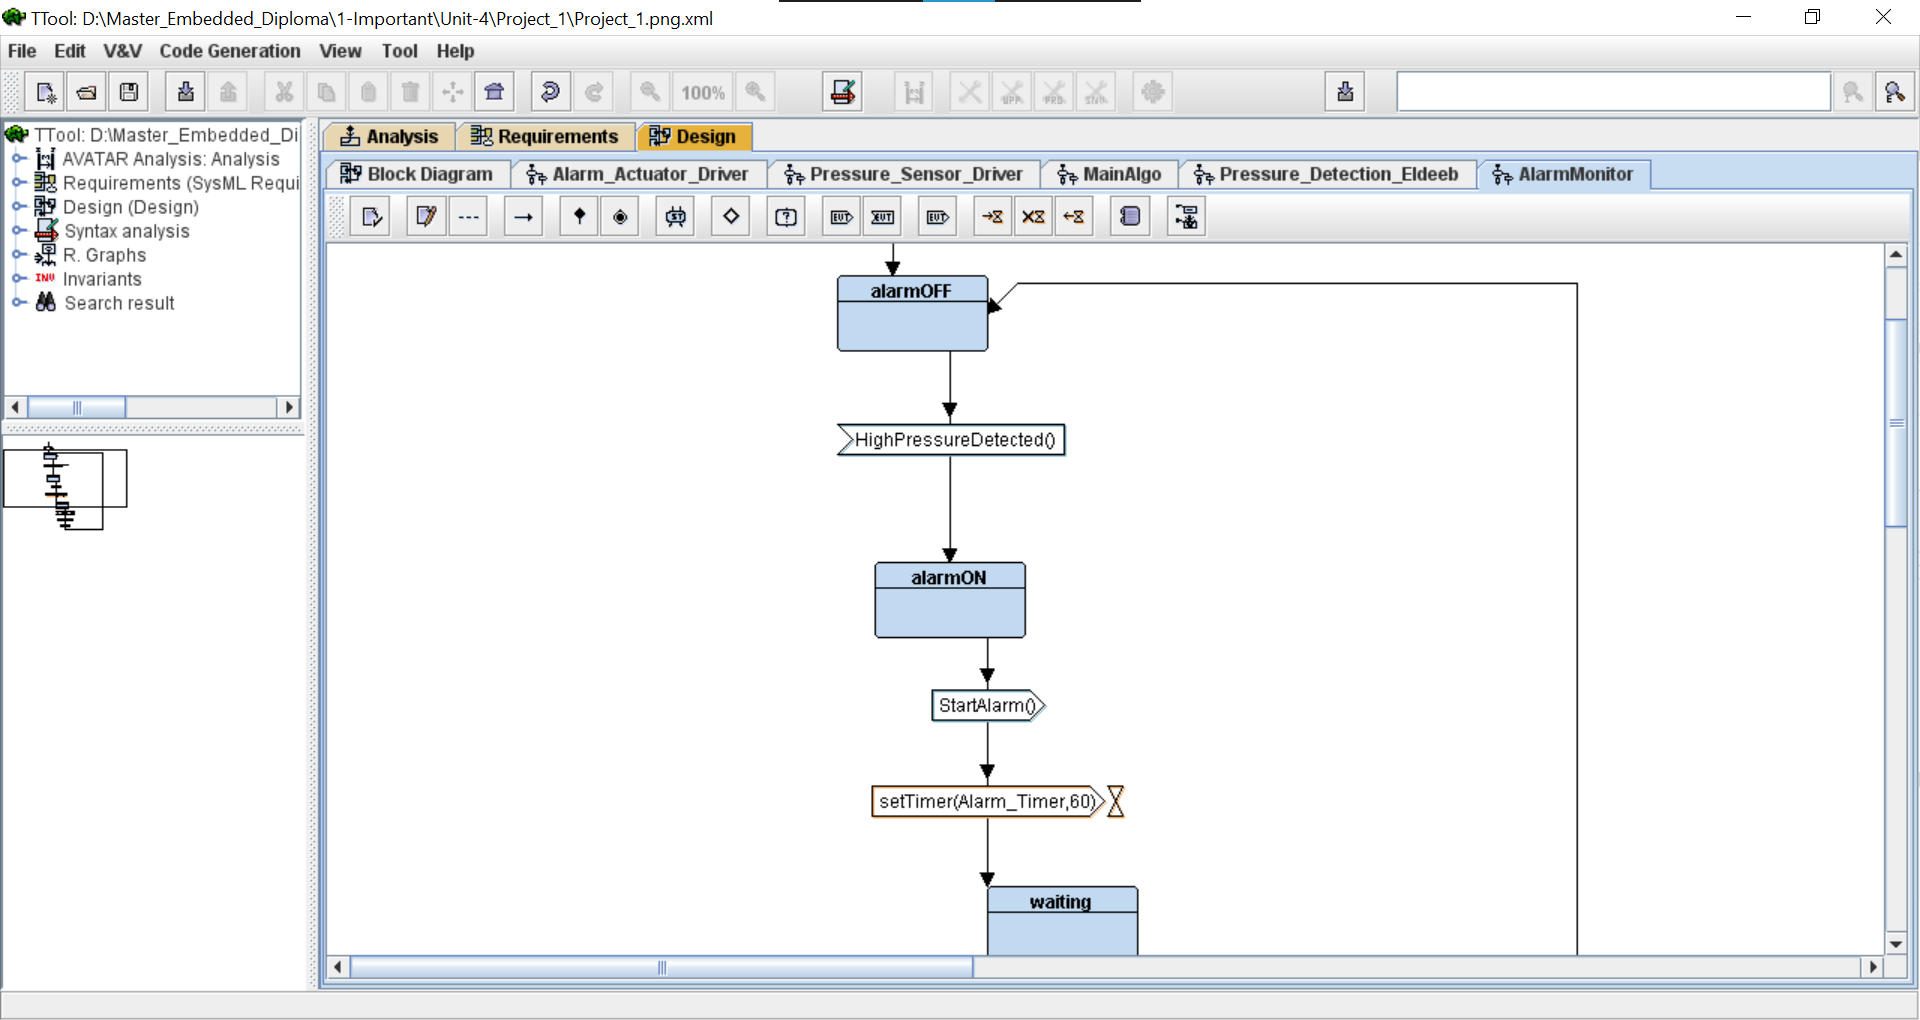 TTool: D:\Master_Embedded_Diploma\1-Important\Unit-4\Project_1\Project_1.png.xml
File Edit V&V Code Generation View Tool Help
100%
TTool: D:\Master_Embedded_Di
AVATAR Analysis: Analysis
Requirements (SysML Requi
Design (Design)
Syntax analysis
R. Graphs
INV Invariants
Search result
Analysis Requirements Design
Block Diagram Alarm_Actuator_Driver Pressure_Sensor_Driver MainAlgo Pressure_Detection_Eldeeb AlarmMonitor
alarmOFF
HighPressureDetected()
alarmON
StartAlarm()
setTimer(Alarm_Timer,60)
waiting